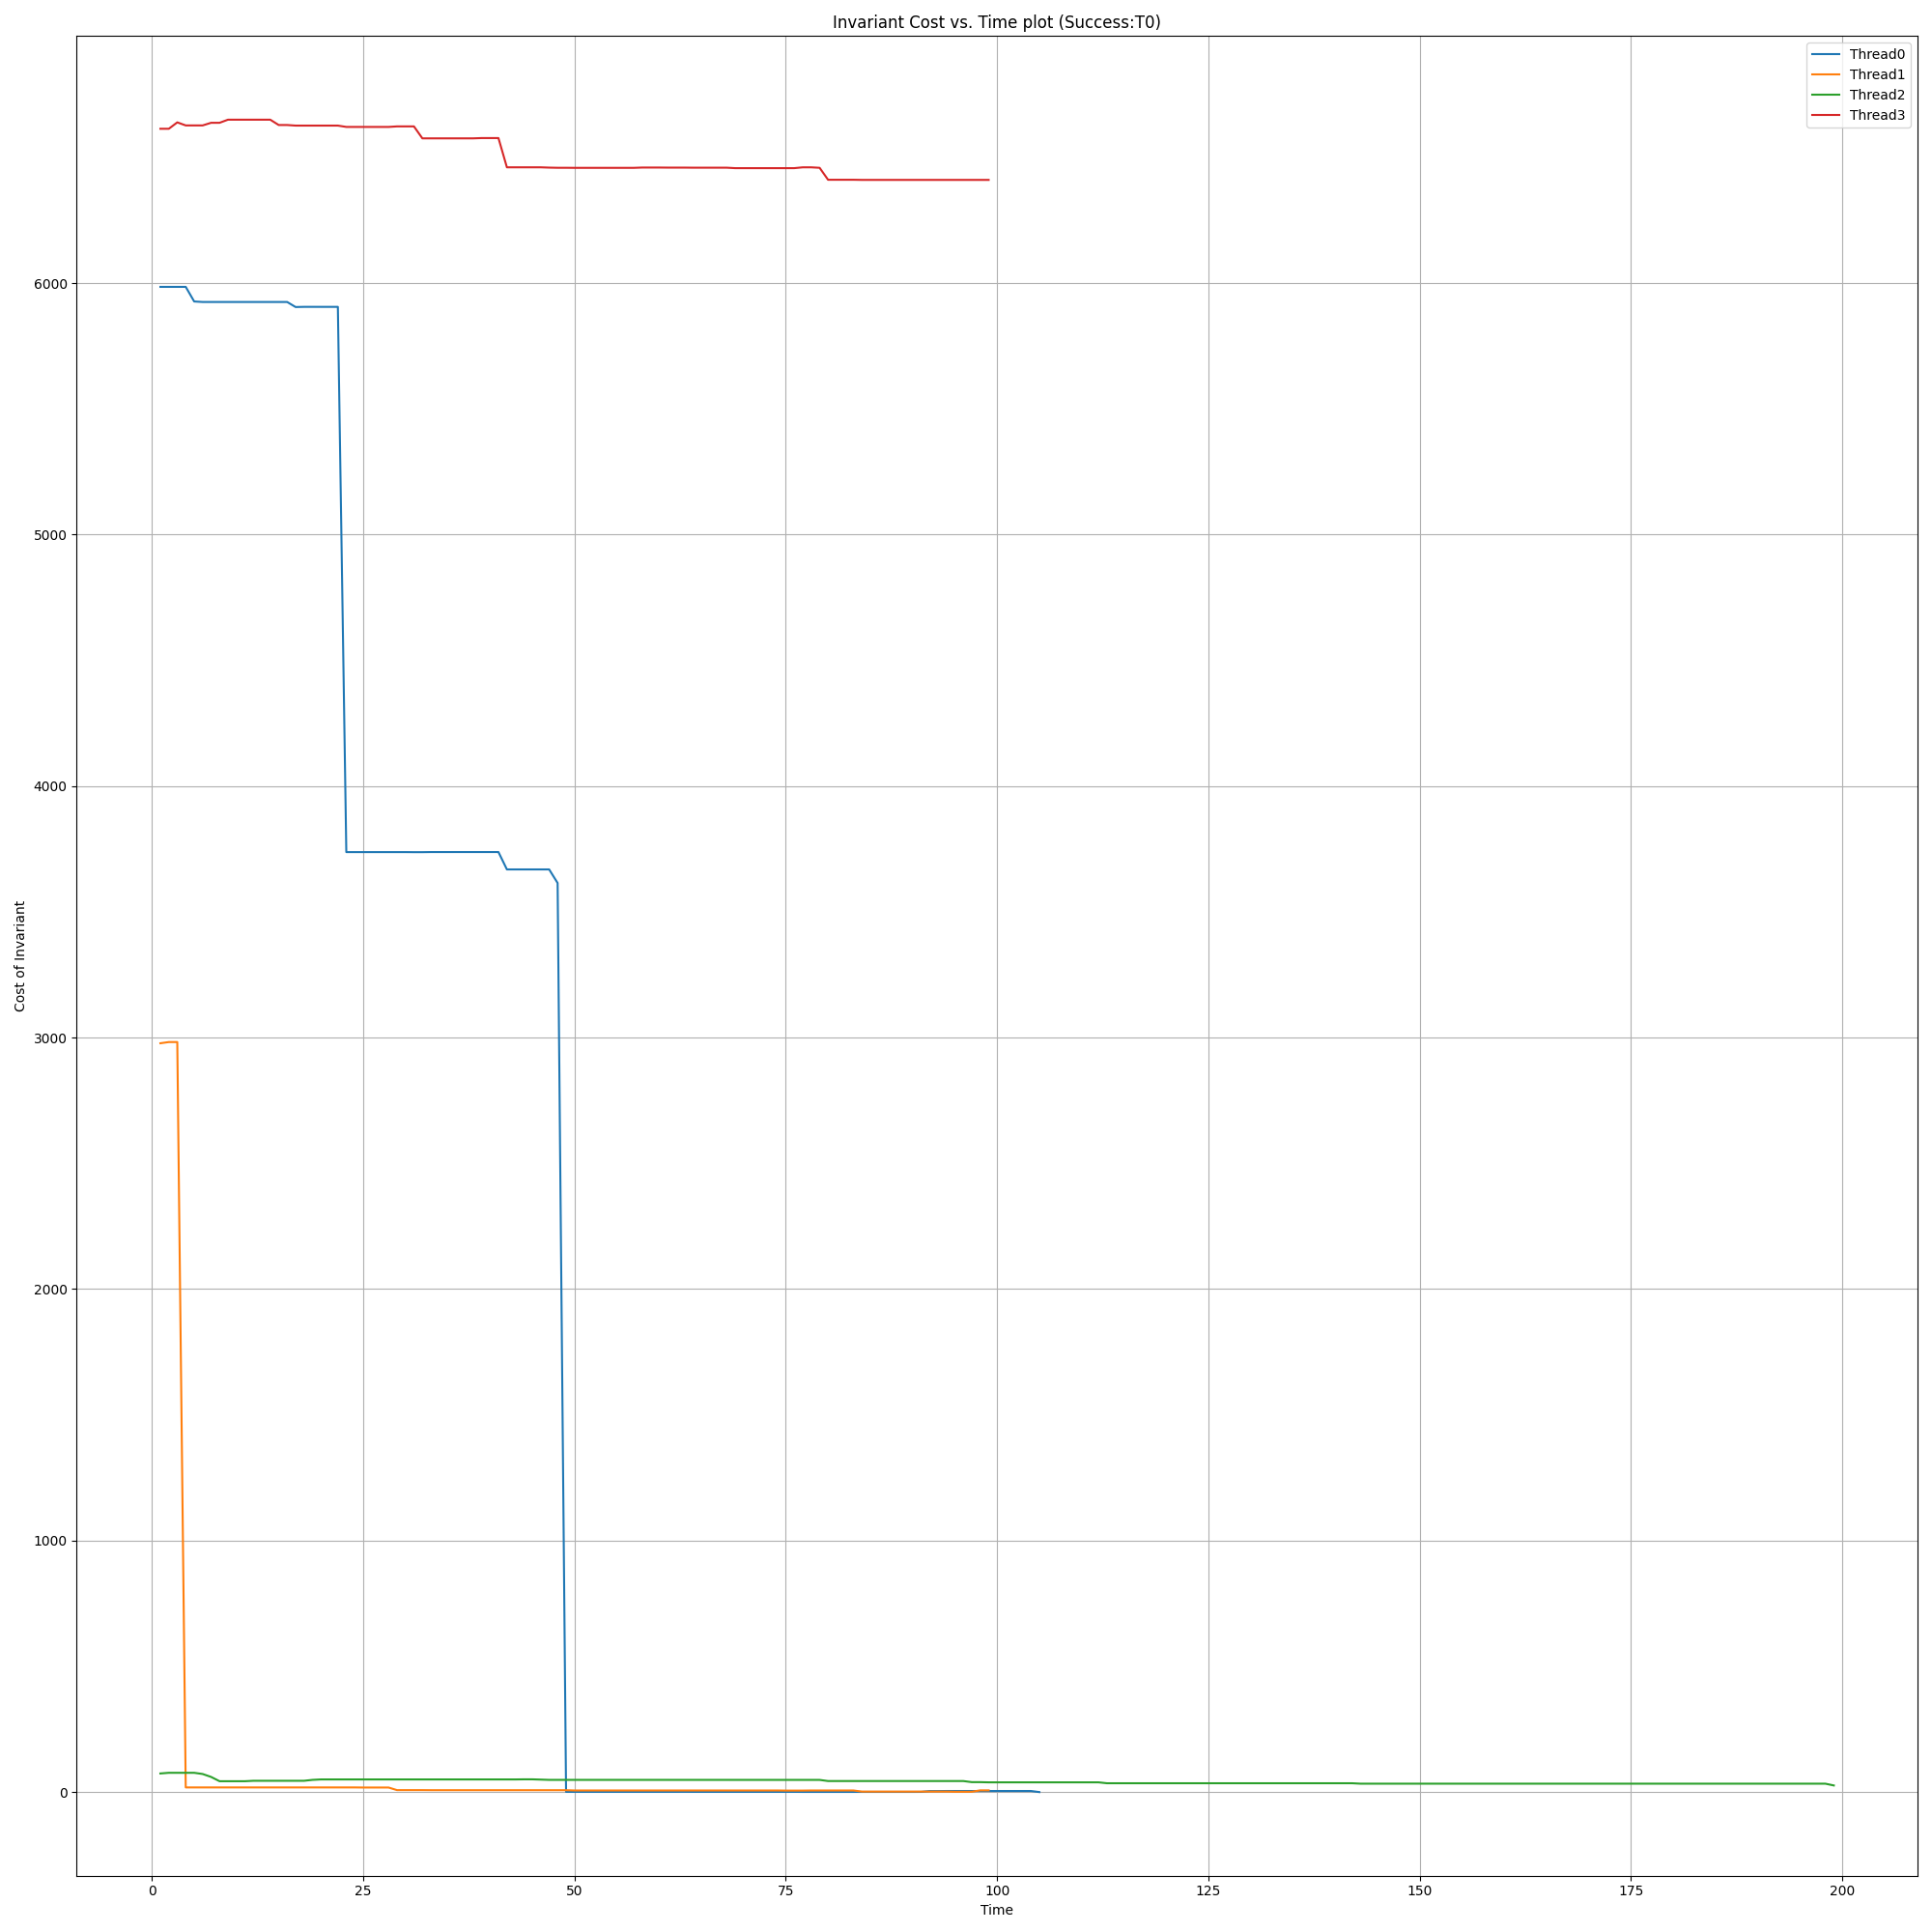 Invariant Cost vs. Time plot (Success:T0)
Thread0
Thread1
Thread2
Thread3
6000
5000
4000
3000
2000
1000
0
Cost of Invariant
0 25 50 75 100 125 150 175 200
Time